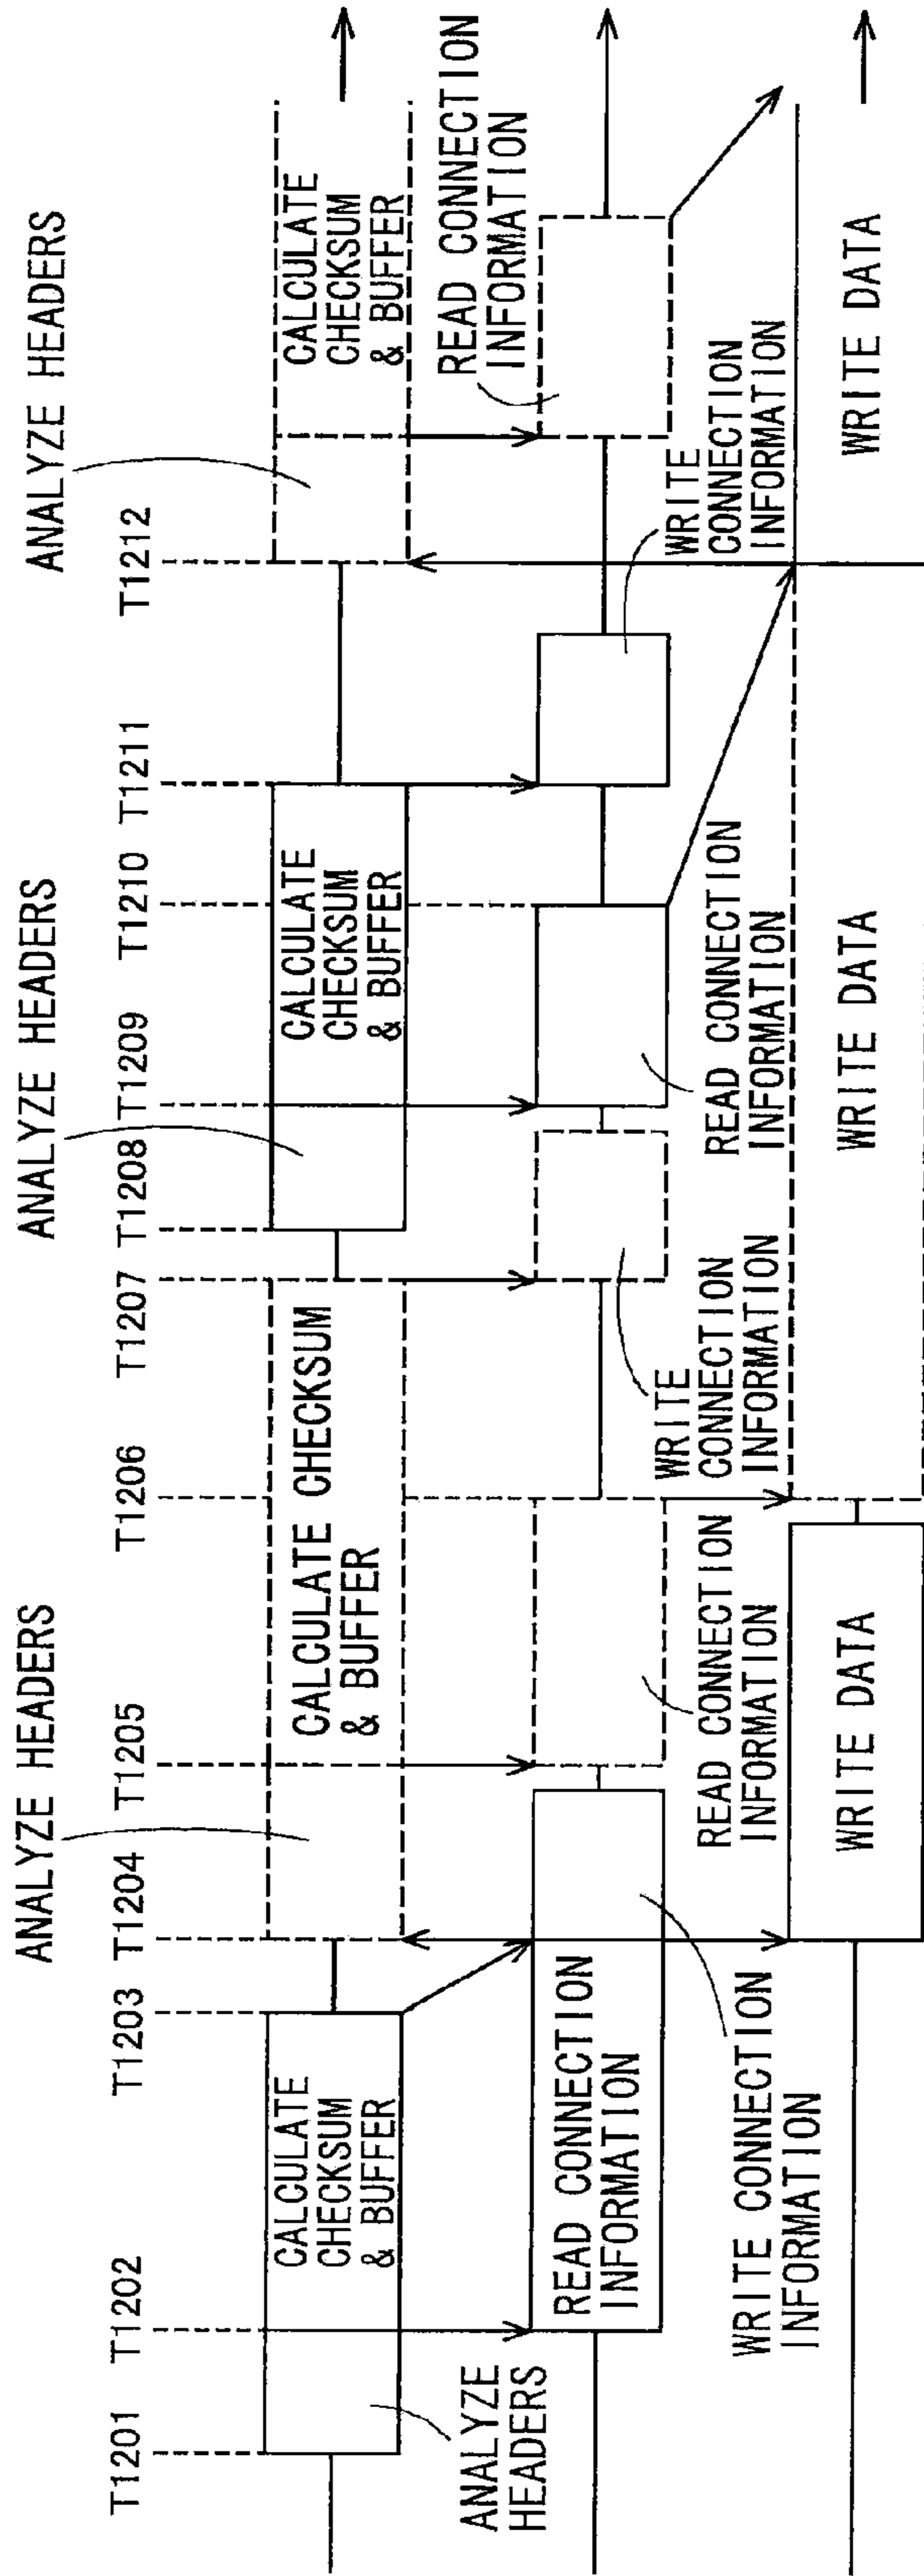 ANALYZE HEADERS
ANALYZE HEADERS
ANALYZE HEADERS
T1201
T1202
T1203
T1204
T1205
T1206
T1207
T1208
T1209
T1210
T1211
T1212
CALCULATE
CHECKSUM
& BUFFER
CALCULATE CHECKSUM
& BUFFER
CALCULATE
CHECKSUM
& BUFFER
CALCULATE
CHECKSUM
& BUFFER
ANALYZE
HEADERS
READ CONNECTION
INFORMATION
READ CONNECTION
INFORMATION
WRITE CONNECTION
INFORMATION
READ CONNECTION
INFORMATION
WRITE
CONNECTION
INFORMATION
READ CONNECTION
INFORMATION
WRITE
CONNECTION
INFORMATION
WRITE DATA
WRITE DATA
WRITE DATA